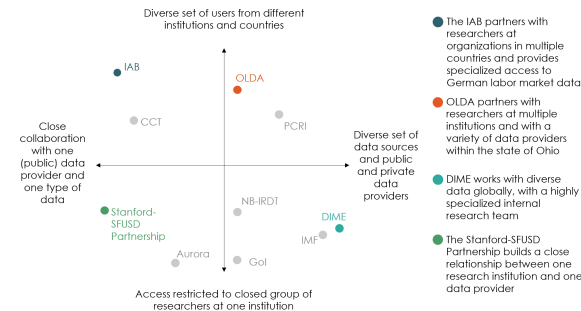 Diverse set of users from different
institutions and countries
IAB
OLDA
CCT
PCRI
Close
collaboration
with one
(public) data
provider and
one type of
data
Diverse set of
data sources
and public
and private
data
providers
Stanford-
SFUSD
Partnership
NB-IRDT
DIME
IMF
Aurora
GoI
Access restricted to closed group of
researchers at one institution
The IAB partners with
researchers at
organizations in multiple
countries and provides
specialized access to
German labor market data
OLDA partners with
researchers at multiple
institutions and with a
variety of data providers
within the state of Ohio
DIME works with diverse
data globally, with a highly
specialized internal
research team
The Stanford-SFUSD
Partnership builds a close
relationship between one
research institution and one
data provider